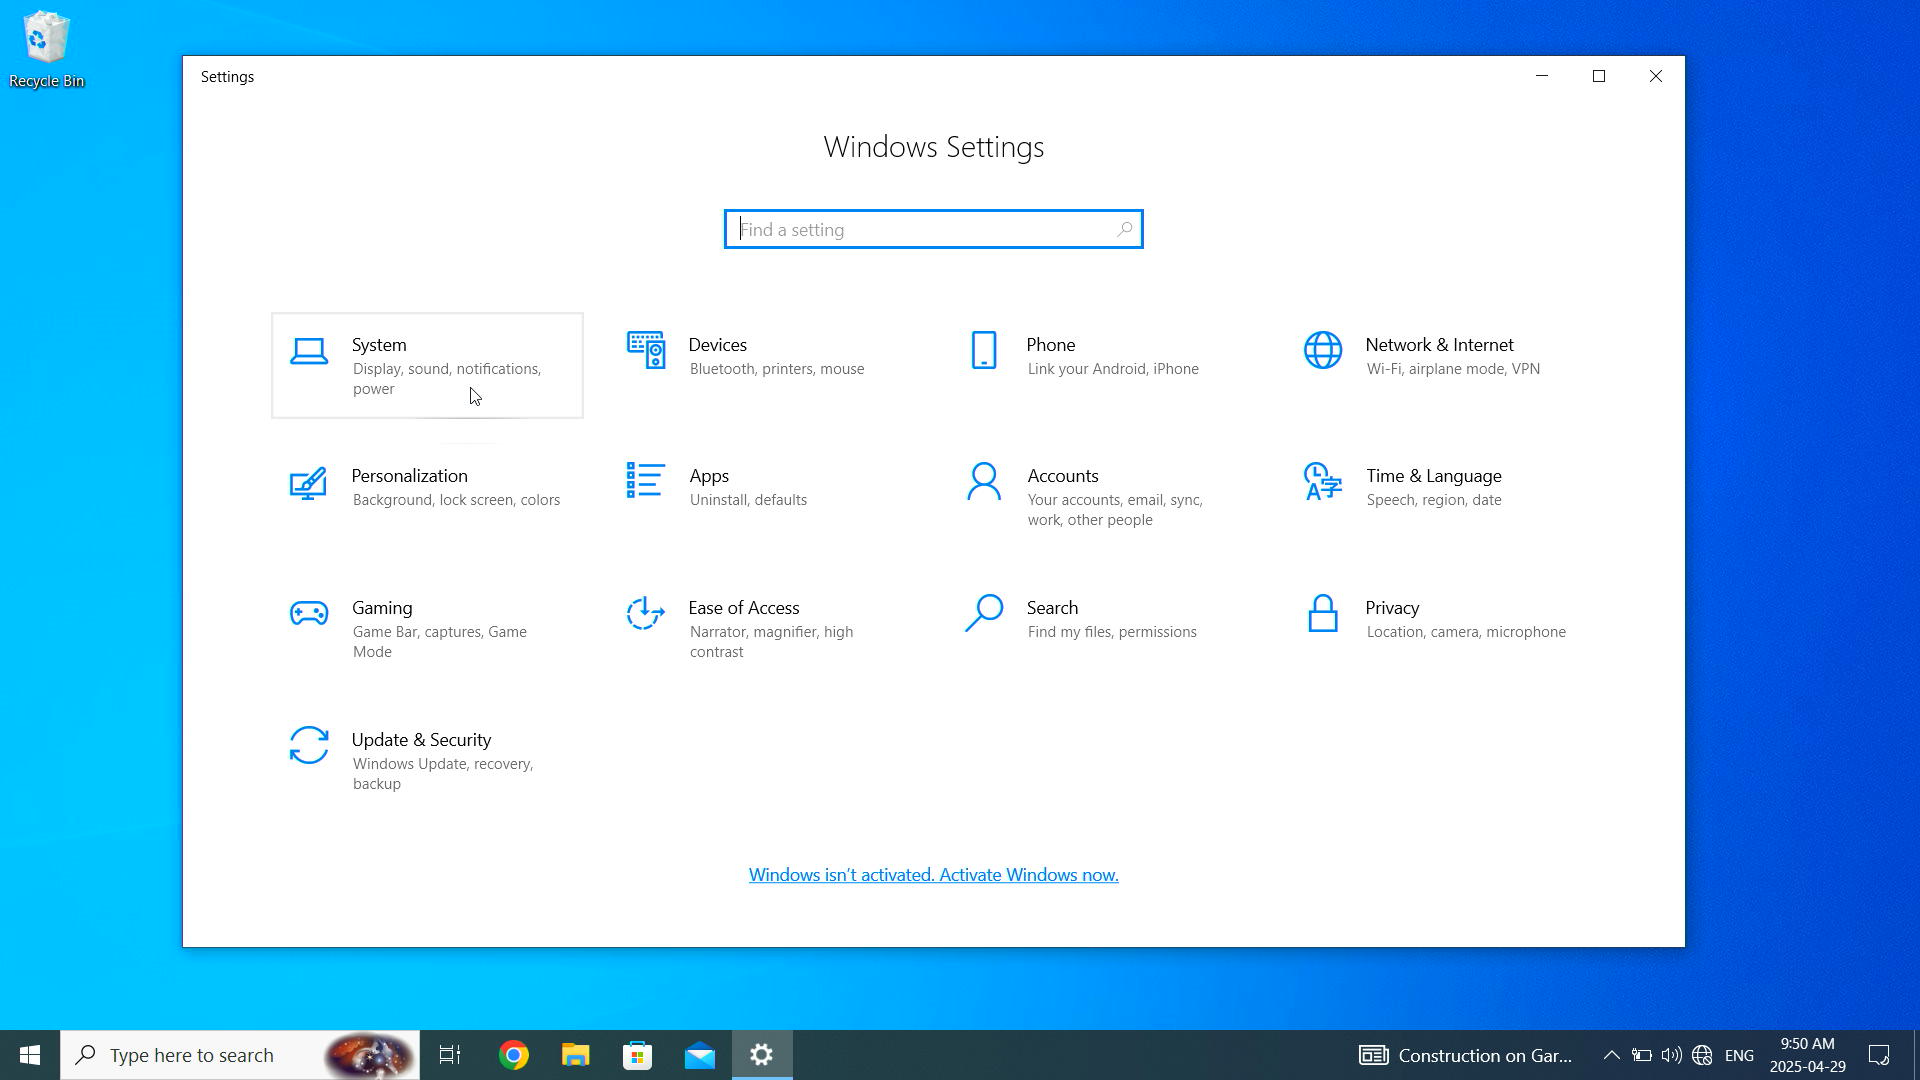 Recycle Bin
Settings
Windows Settings
Find a setting
System
Display, sound, notifications,
power
Devices
Bluetooth, printers, mouse
Phone
Link your Android, iPhone
Network & Internet
Wi-Fi, airplane mode, VPN
Personalization
Background, lock screen, colors
Apps
Uninstall, defaults
Accounts
Your accounts, email, sync,
work, other people
Time & Language
Speech, region, date
Gaming
Game Bar, captures, Game
Mode
Ease of Access
Narrator, magnifier, high
contrast
Search
Find my files, permissions
Privacy
Location, camera, microphone
Update & Security
Windows Update, recovery,
backup
Windows isn't activated. Activate Windows now.
Type here to search
Construction on Gar...
ENG
9:50 AM
2025-04-29